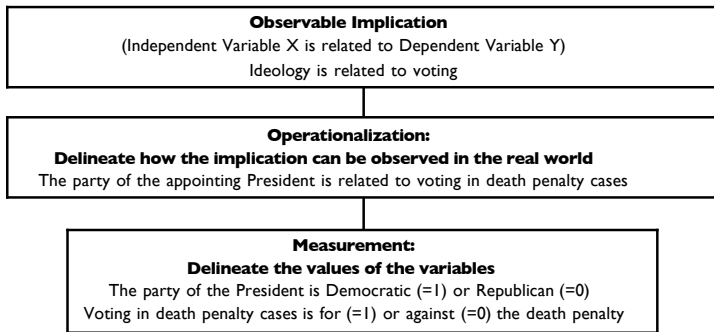 Observable Implication
(Independent Variable X is related to Dependent Variable Y)
Ideology is related to voting
Operationalization:
Delineate how the implication can be observed in the real world
The party of the appointing President is related to voting in death penalty cases
Measurement:
Delineate the values of the variables
The party of the President is Democratic (=1) or Republican (=0)
Voting in death penalty cases is for (=1) or against (=0) the death penalty